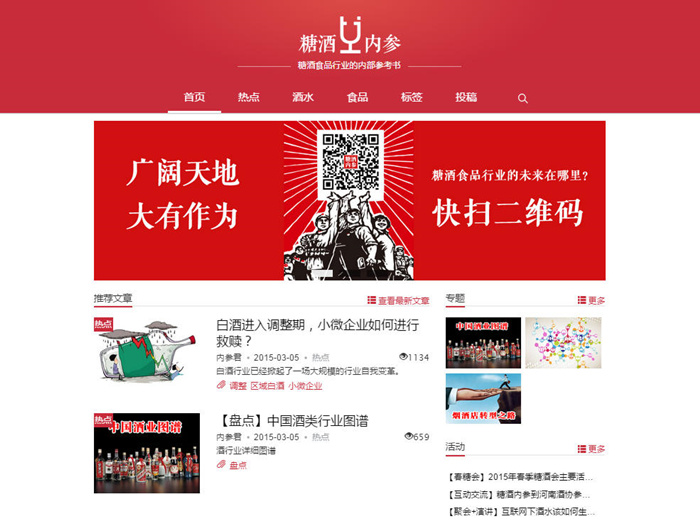 糖酒 内参
糖酒食品行业的内部参考书
首页 热点 酒水 食品 标签 投稿
广阔天地
大有作为
糖酒内参
糖酒食品行业的未来在哪里?
快扫二维码
推荐文章 查看最新文章
热点
白酒进入调整期，小微企业如何进行
救赎？
内参君 • 2015-03-05 • 热点 1134
白酒行业已经掀起了一场大规模的行业自我变革。
调整 区域白酒 小微企业
热点
中国酒业图谱
【盘点】中国酒类行业图谱
内参君 • 2015-03-05 • 热点 659
酒行业详细图谱
盘点
专题 更多
中国酒业图谱
烟酒店转型之路
活动 更多
【春糖会】2015年春季糖酒会主要活…
【互动交流】糖酒内参到河南酒协参…
【聚会+演讲】互联网下酒水该如何生…